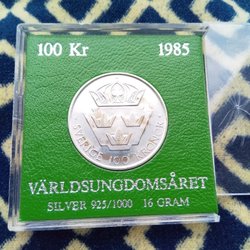 100 Kr 1985
SVERIGE 100 KRONOR
VÄRLDSUNGDOMSÅRET
SILVER 925/1000 16 GRAM